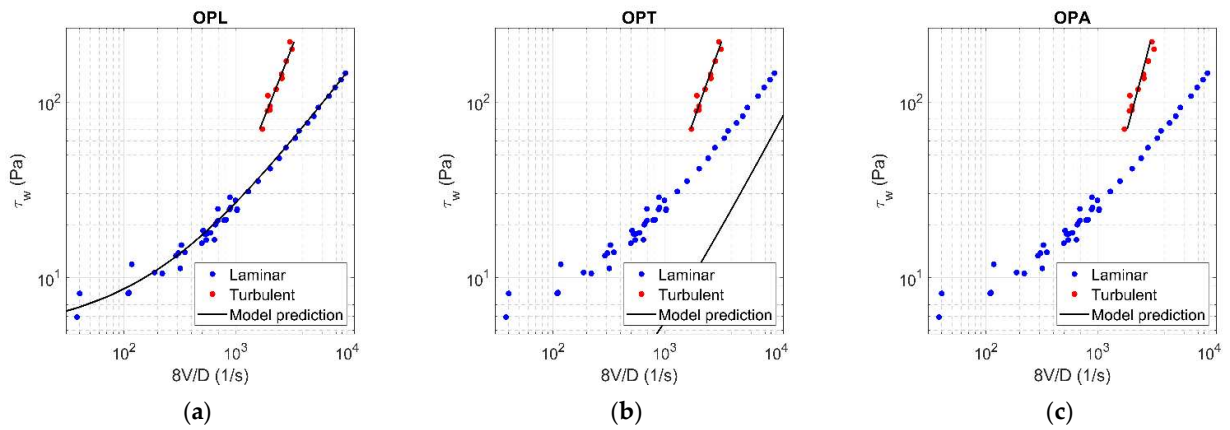 OPL
τw (Pa)
10²
10¹
Laminar
Turbulent
Model prediction
10² 10³ 10⁴
8V/D (1/s)
(a)
OPT
τw (Pa)
10²
10¹
Laminar
Turbulent
Model prediction
10² 10³ 10⁴
8V/D (1/s)
(b)
OPA
τw (Pa)
10²
10¹
Laminar
Turbulent
Model prediction
10² 10³ 10⁴
8V/D (1/s)
(c)